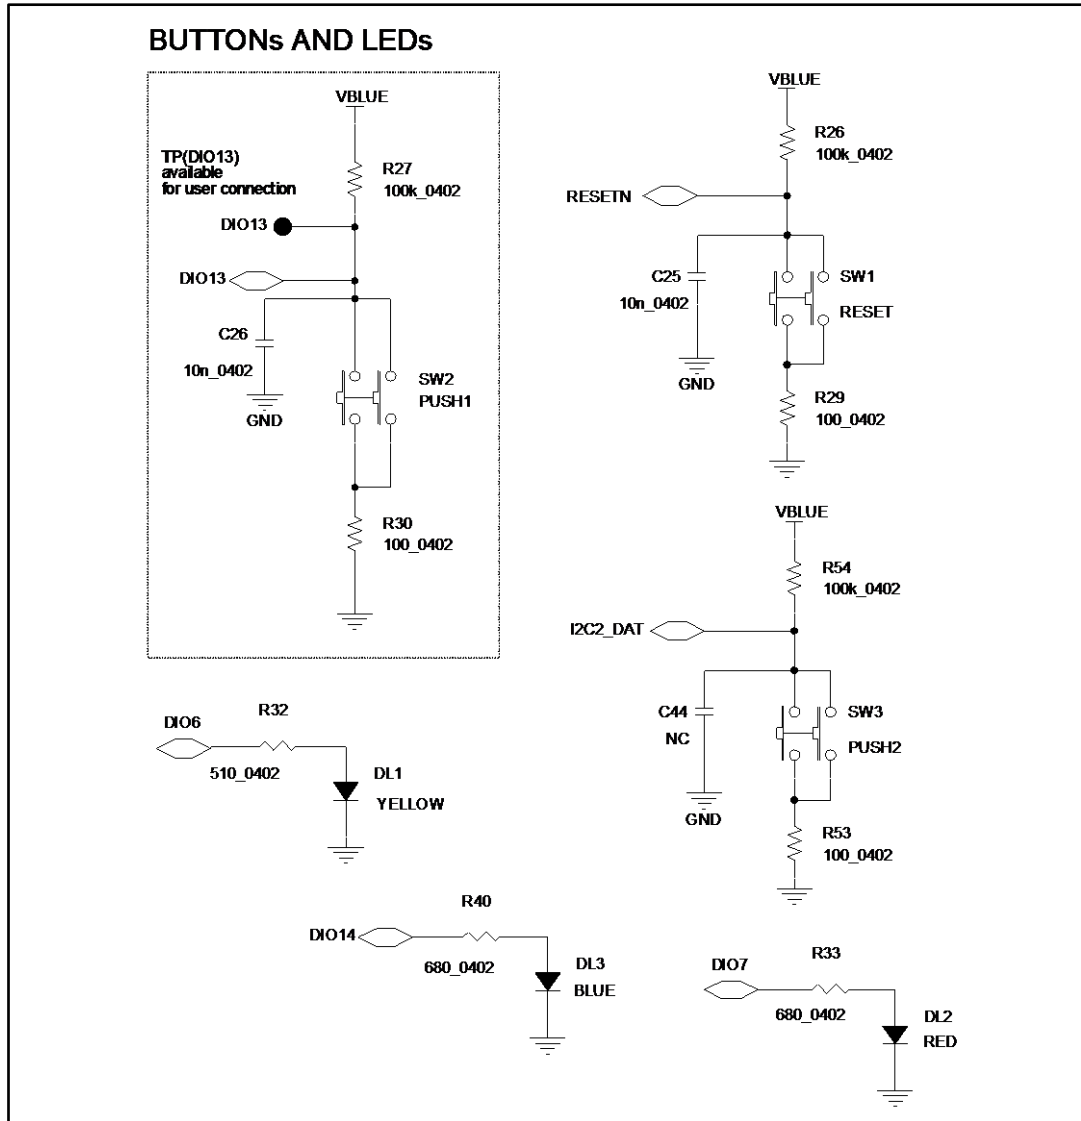 BUTTONs AND LEDs
VBLUE
R27
100k_0402
TP(DIO13)
available
for user connection
DIO13
DIO13
C26
10n_0402
GND
SW2
PUSH1
R30
100_0402
VBLUE
R26
100k_0402
RESETN
C25
10n_0402
GND
SW1
RESET
R29
100_0402
VBLUE
R54
100k_0402
I2C2_DAT
C44
NC
GND
SW3
PUSH2
R53
100_0402
DIO6
R32
510_0402
DL1
YELLOW
DIO14
R40
680_0402
DL3
BLUE
DIO7
R33
680_0402
DL2
RED